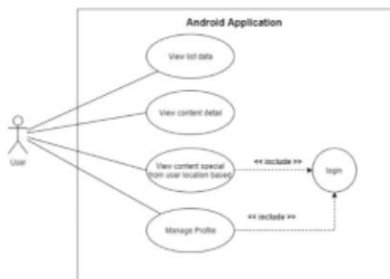 Android Application
View list data
View content detail
View content special
from user location based
<< include >>
login
User
Manage Profile
<< include >>